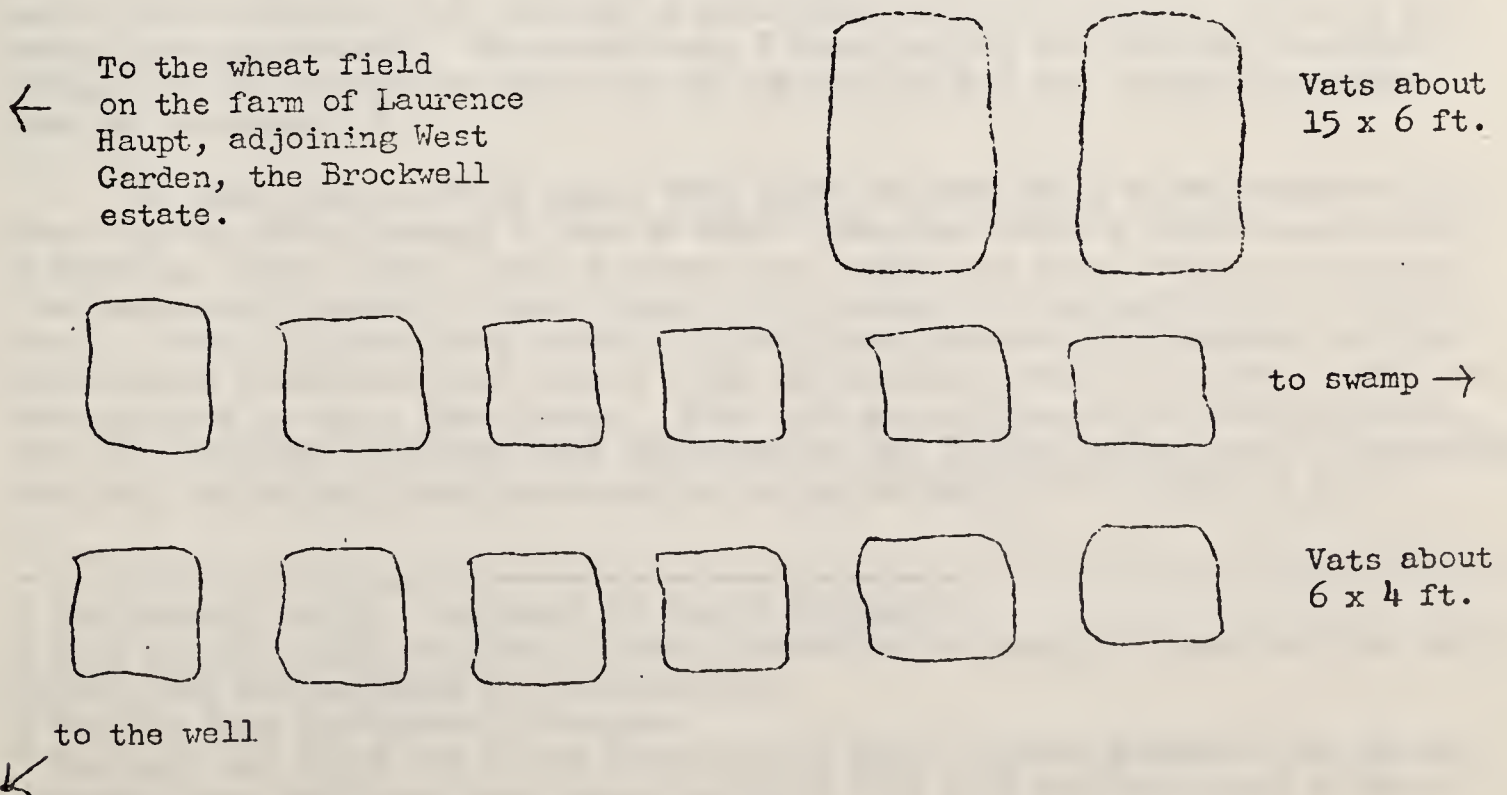 To the wheat field
← on the farm of Laurence
Haupt, adjoining West
Garden, the Brockwell
estate.
Vats about
15 x 6 ft.
to swamp →
Vats about
6 x 4 ft.
to the well
↙